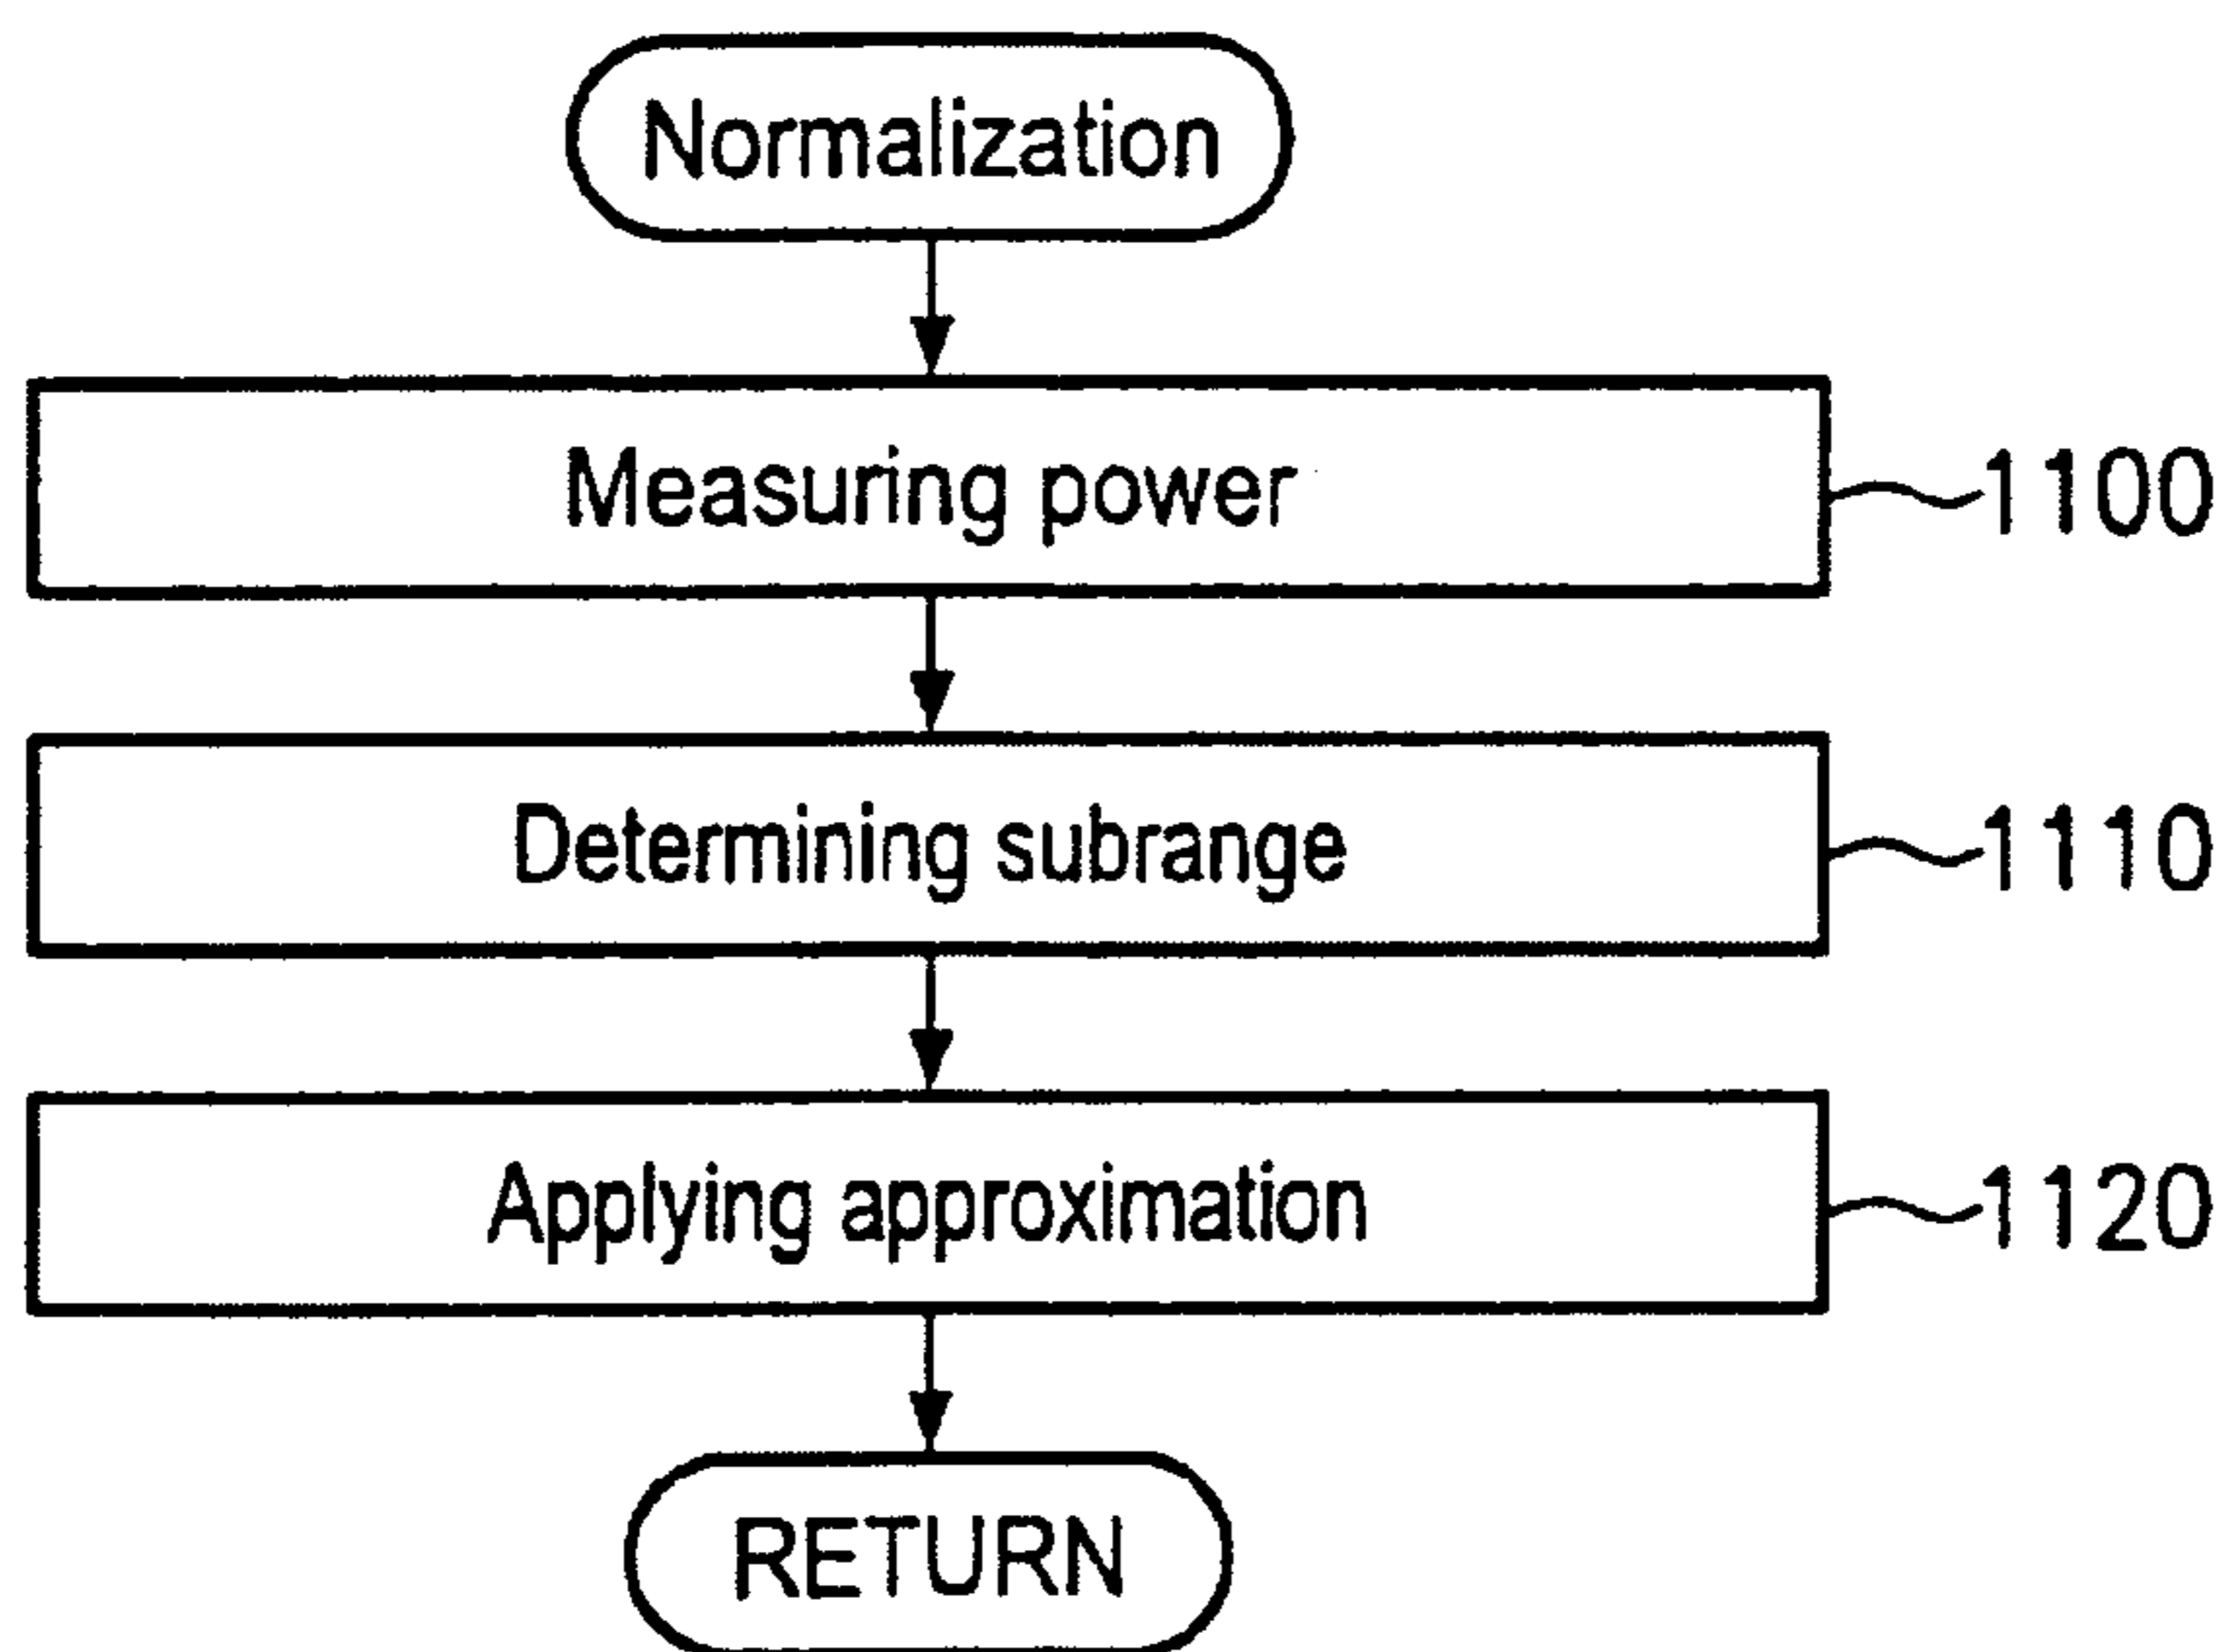 Normalization
Measuring power
1100
Determining subrange
1110
Applying approximation
1120
RETURN